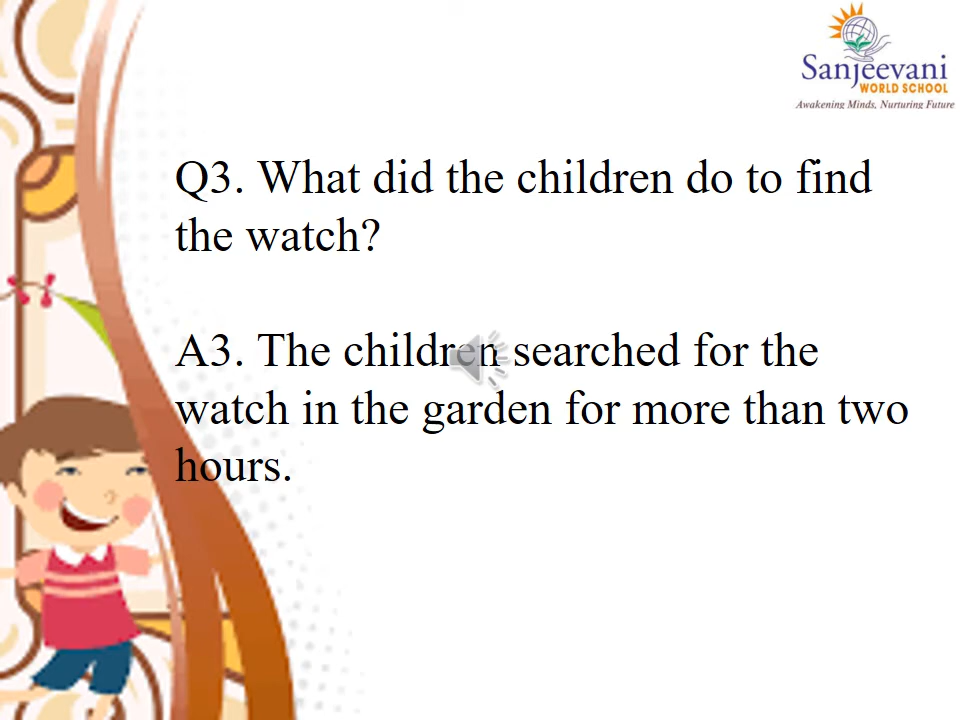 Sanjeevani
WORLD SCHOOL
Awakening Minds, Nurturing Future
Q3. What did the children do to find
the watch?
A3. The children searched for the
watch in the garden for more than two
hours.